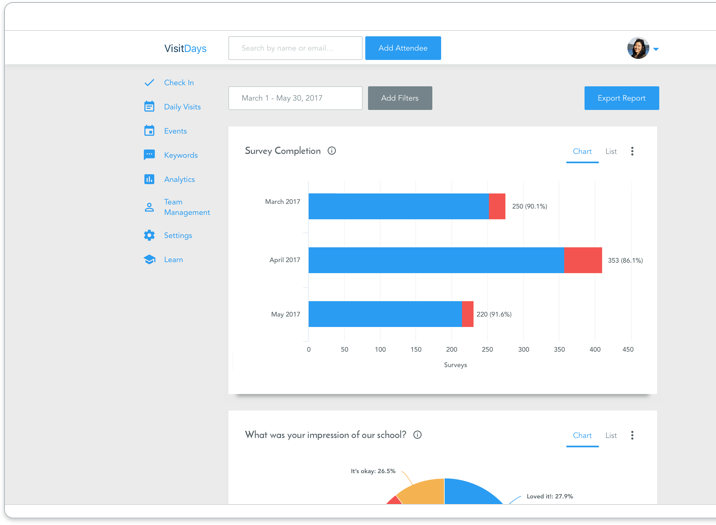 VisitDays
Search by name or email...
Add Attendee
Check In
Daily Visits
Events
Keywords
Analytics
Team
Management
Settings
Learn
March 1 - May 30, 2017
Add Filters
Export Report
Survey Completion
Chart
List
March 2017
250 (90.1%)
April 2017
353 (86.1%)
May 2017
220 (91.6%)
0 50 100 150 200 250 300 350 400 450
Surveys
What was your impression of our school?
Chart
List
It's okay: 26.5%
Loved it!: 27.9%